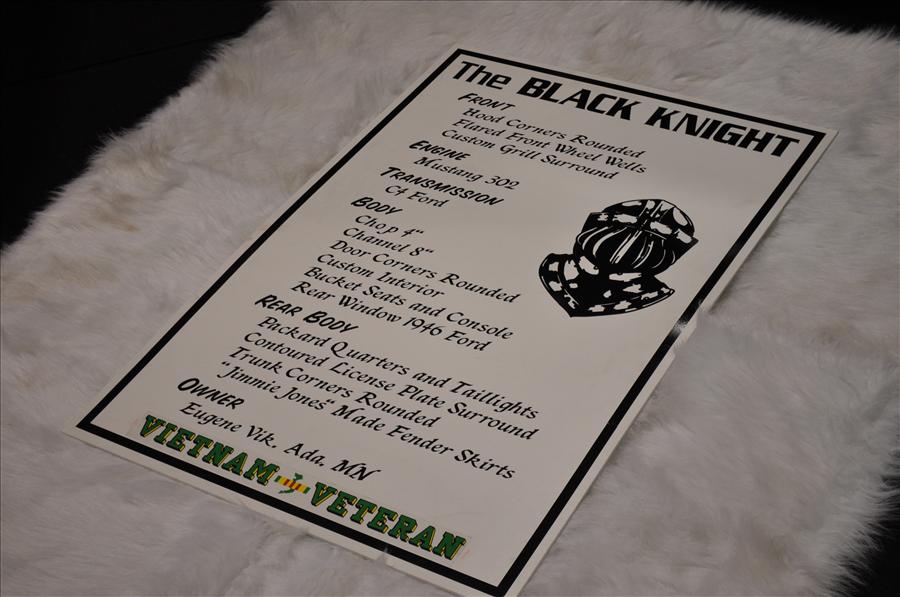 The BLACK KNIGHT
FRONT
Hood Corners Rounded
Flared Front Wheel Wells
Custom Grill Surround
ENGINE
Mustang 302
TRANSMISSION
C4 Ford
BODY
Chop 4"
Channel 8"
Door Corners Rounded
Custom Interior
Bucket Seats and Console
Rear Window 1946 Ford
REAR BODY
Packard Quarters and Taillights
Contoured License Plate Surround
Trunk Corners Rounded
"Jimmie Jones" Made Fender Skirts
OWNER
Eugene Vik, Ada, MN
VIETNAM VETERAN